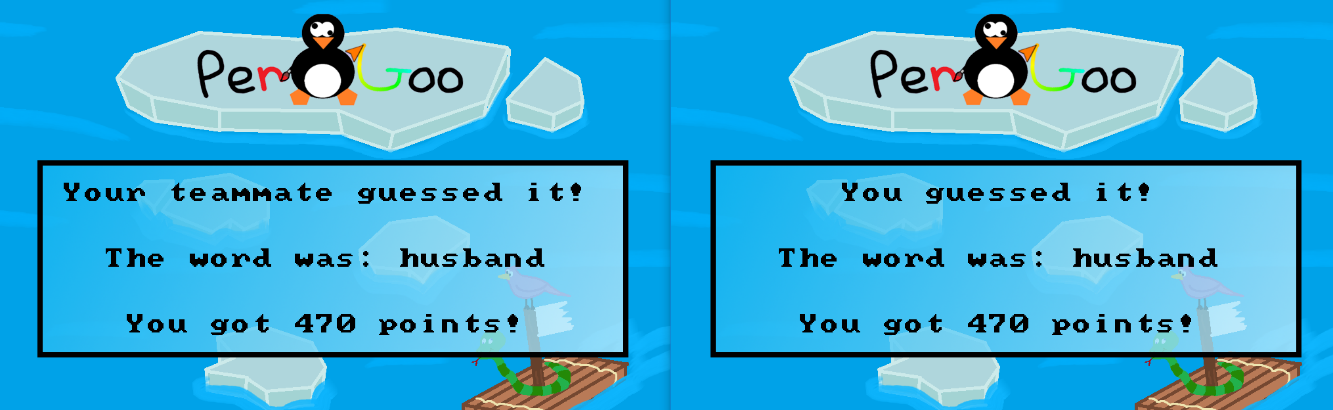 PenGoo
Your teammate guessed it!
The word was: husband
You got 470 points!
PenGoo
You guessed it!
The word was: husband
You got 470 points!